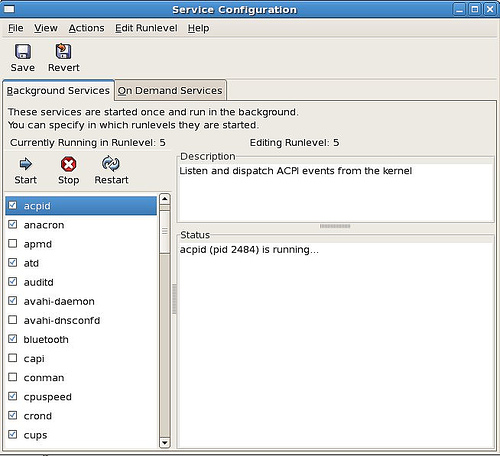 Service Configuration
File View Actions Edit Runlevel Help
Save Revert
Background Services On Demand Services
These services are started once and run in the background.
You can specify in which runlevels they are started.
Currently Running in Runlevel: 5 Editing Runlevel: 5
Start Stop Restart
acpid
anacron
apmd
atd
auditd
avahi-daemon
avahi-dnsconfd
bluetooth
capi
conman
cpuspeed
crond
cups
Description
Listen and dispatch ACPI events from the kernel
Status
acpid (pid 2484) is running...